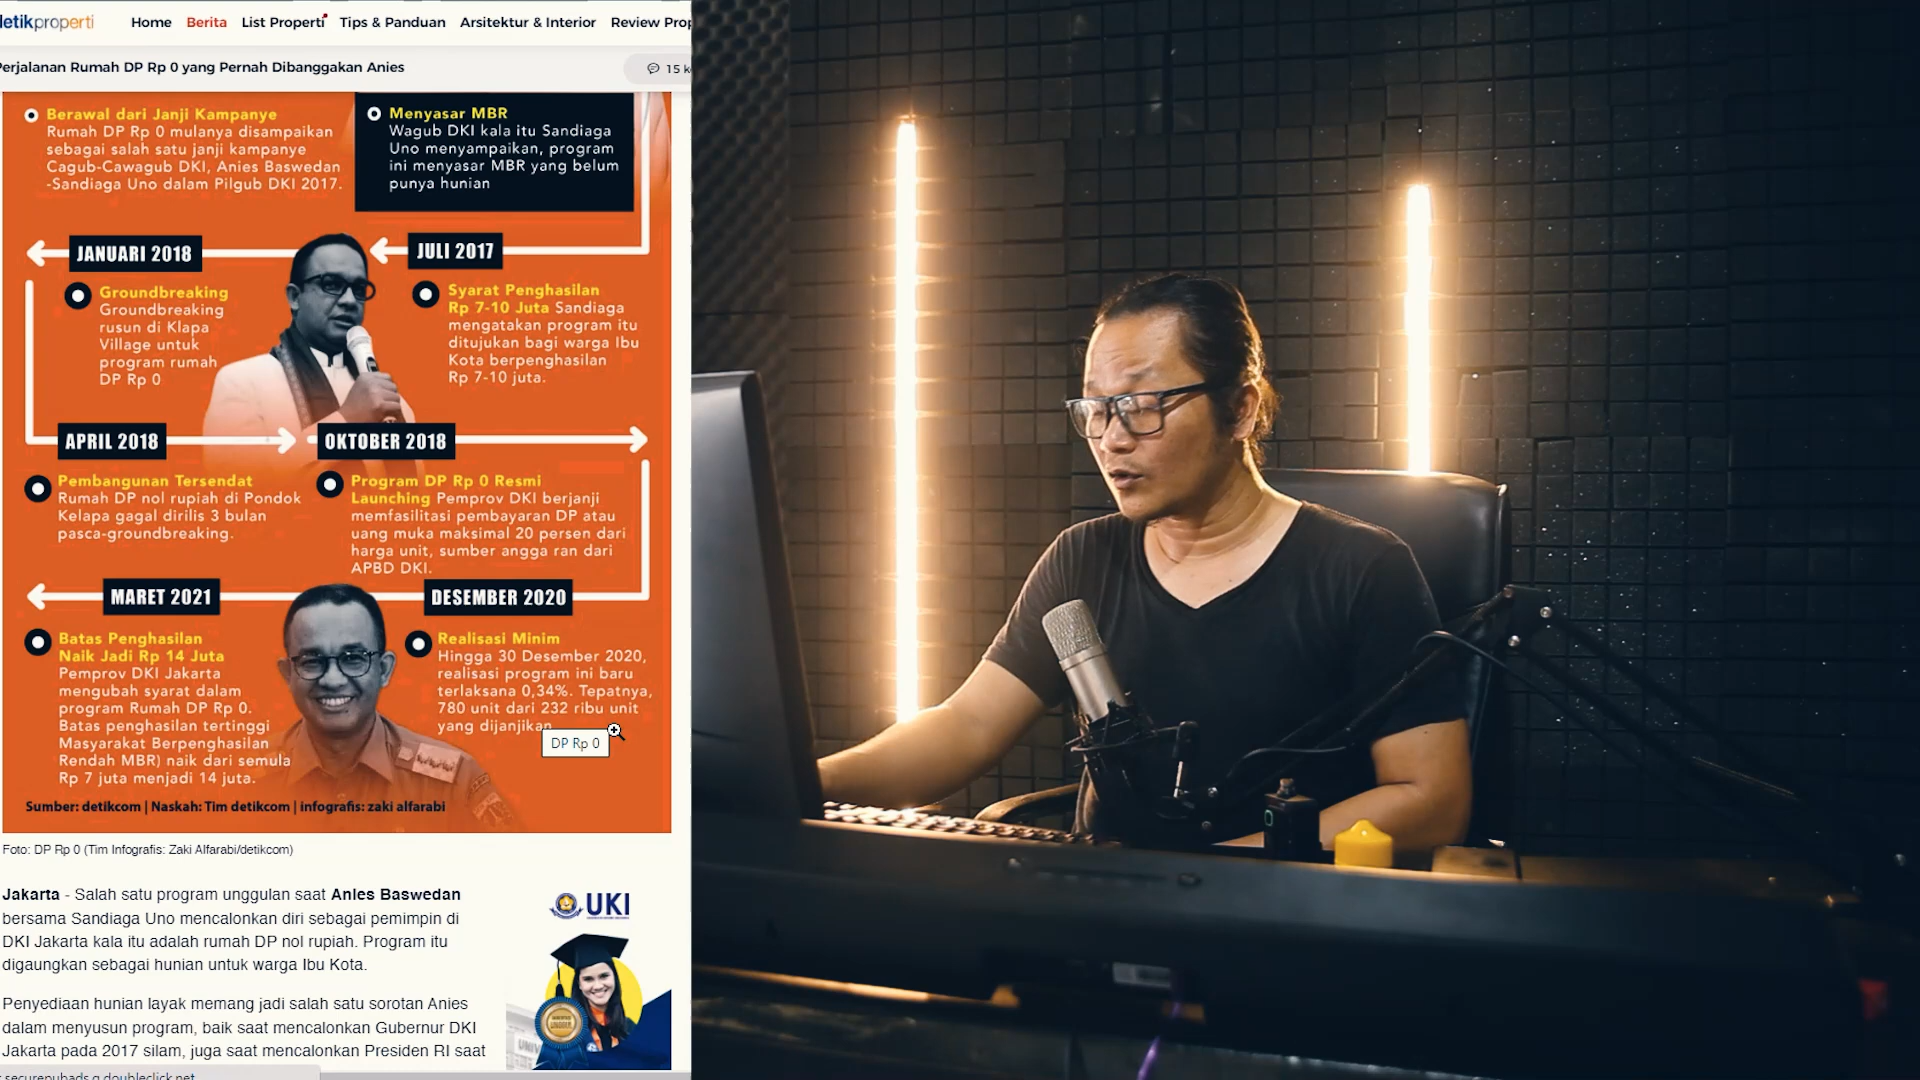 detikproperti
Home Berita List Properti Tips & Panduan Arsitektur & Interior Review Prop
Perjalanan Rumah DP Rp 0 yang Pernah Dibanggakan Anies
15 k
Berawal dari Janji Kampanye
Rumah DP Rp 0 mulanya disampaikan
sebagai salah satu janji kampanye
Cagub-Cawagub DKI, Anies Baswedan
-Sandiaga Uno dalam Pilgub DKI 2017.
Menyasar MBR
Wagub DKI kala itu Sandiaga
Uno menyampaikan, program
ini menyasar MBR yang belum
punya hunian
JANUARI 2018
Groundbreaking
Groundbreaking
rusun di Klapa
Village untuk
program rumah
DP Rp 0
JULI 2017
Syarat Penghasilan
Rp 7-10 Juta Sandiaga
mengatakan program itu
ditujukan bagi warga Ibu
Kota berpenghasilan
Rp 7-10 juta.
APRIL 2018
Pembangunan Tersendat
Rumah DP nol rupiah di Pondok
Kelapa gagal dirilis 3 bulan
pasca-groundbreaking.
OKTOBER 2018
Program DP Rp 0 Resmi
Launching Pemprov DKI berjanji
memfasilitasi pembayaran DP atau
uang muka maksimal 20 persen dari
harga unit, sumber angga ran dari
APBD DKI.
MARET 2021
Batas Penghasilan
Naik Jadi Rp 14 Juta
Pemprov DKI Jakarta
mengubah syarat dalam
program Rumah DP Rp 0.
Batas penghasilan tertinggi
Masyarakat Berpenghasilan
Rendah MBR) naik dari semula
Rp 7 juta menjadi 14 juta.
DESEMBER 2020
Realisasi Minim
Hingga 30 Desember 2020,
realisasi program ini baru
terlaksana 0,34%. Tepatnya,
780 unit dari 232 ribu unit
yang dijanjikan
DP Rp 0
Sumber: detikcom | Naskah: Tim detikcom | infografis: zaki alfarabi
Foto: DP Rp 0 (Tim Infografis: Zaki Alfarabi/detikcom)
Jakarta - Salah satu program unggulan saat Anies Baswedan
bersama Sandiaga Uno mencalonkan diri sebagai pemimpin di
DKI Jakarta kala itu adalah rumah DP nol rupiah. Program itu
digaungkan sebagai hunian untuk warga Ibu Kota.
Penyediaan hunian layak memang jadi salah satu sorotan Anies
dalam menyusun program, baik saat mencalonkan Gubernur DKI
Jakarta pada 2017 silam, juga saat mencalonkan Presiden RI saat
UKI
securepubads.g.doubleclick.net